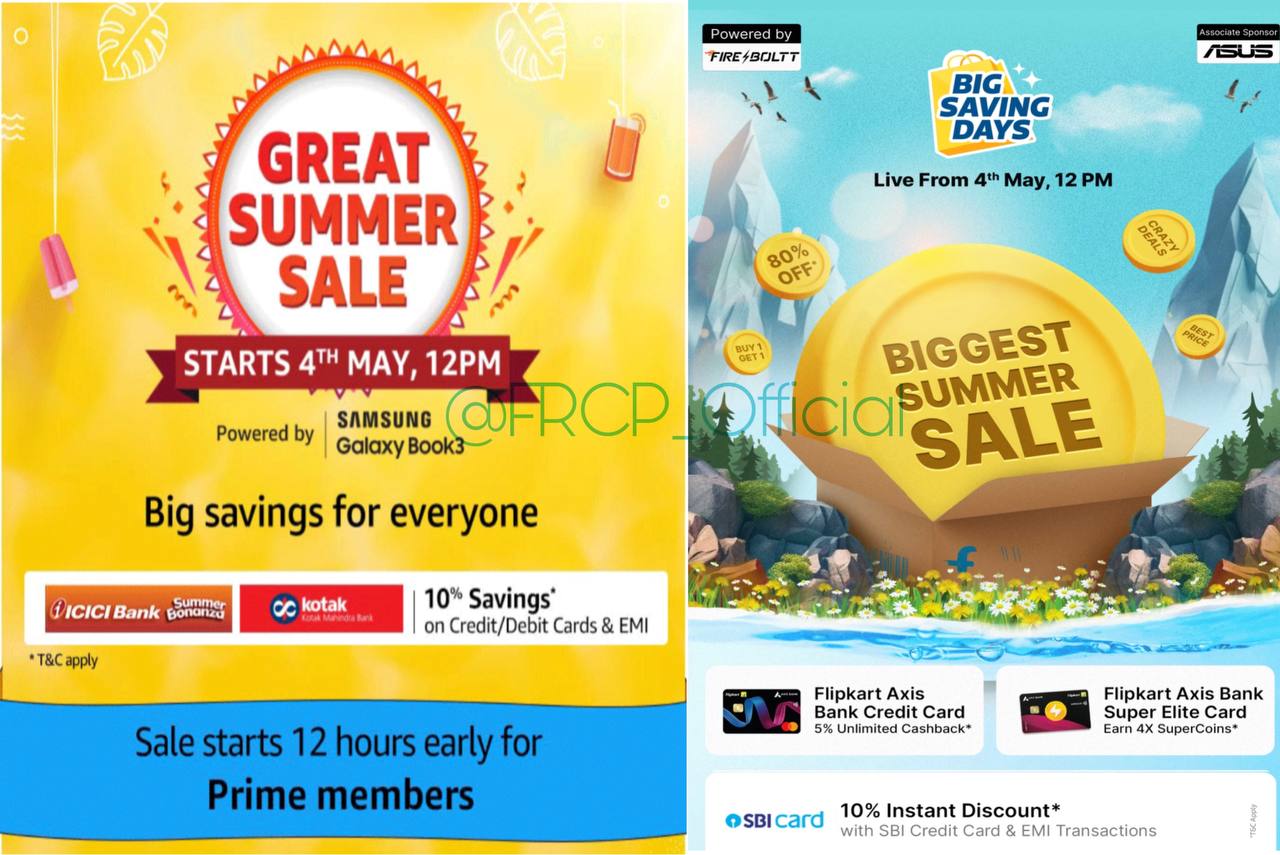 GREAT
SUMMER
SALE
STARTS 4TH MAY, 12PM
Powered by
SAMSUNG
Galaxy Book3
Big savings for everyone
ICICI Bank
Summer
Bonanza
kotak
Kotak Mahindra Bank
10% Savings*
on Credit/Debit Cards & EMI
* T&C apply
Sale starts 12 hours early for
Prime members
@FRCP_Official
Powered by
FIRE BOLTT
Associate Sponsor
ASUS
BIG
SAVING
DAYS
Live From 4th May, 12 PM
80%
OFF*
CRAZY
DEALS
BUY 1
GET 1
BEST
PRICE
BIGGEST
SUMMER
SALE
Flipkart Axis
Bank Credit Card
5% Unlimited Cashback*
Flipkart Axis Bank
Super Elite Card
Earn 4X SuperCoins*
SBI card
10% Instant Discount*
with SBI Credit Card & EMI Transactions
*T&C Apply